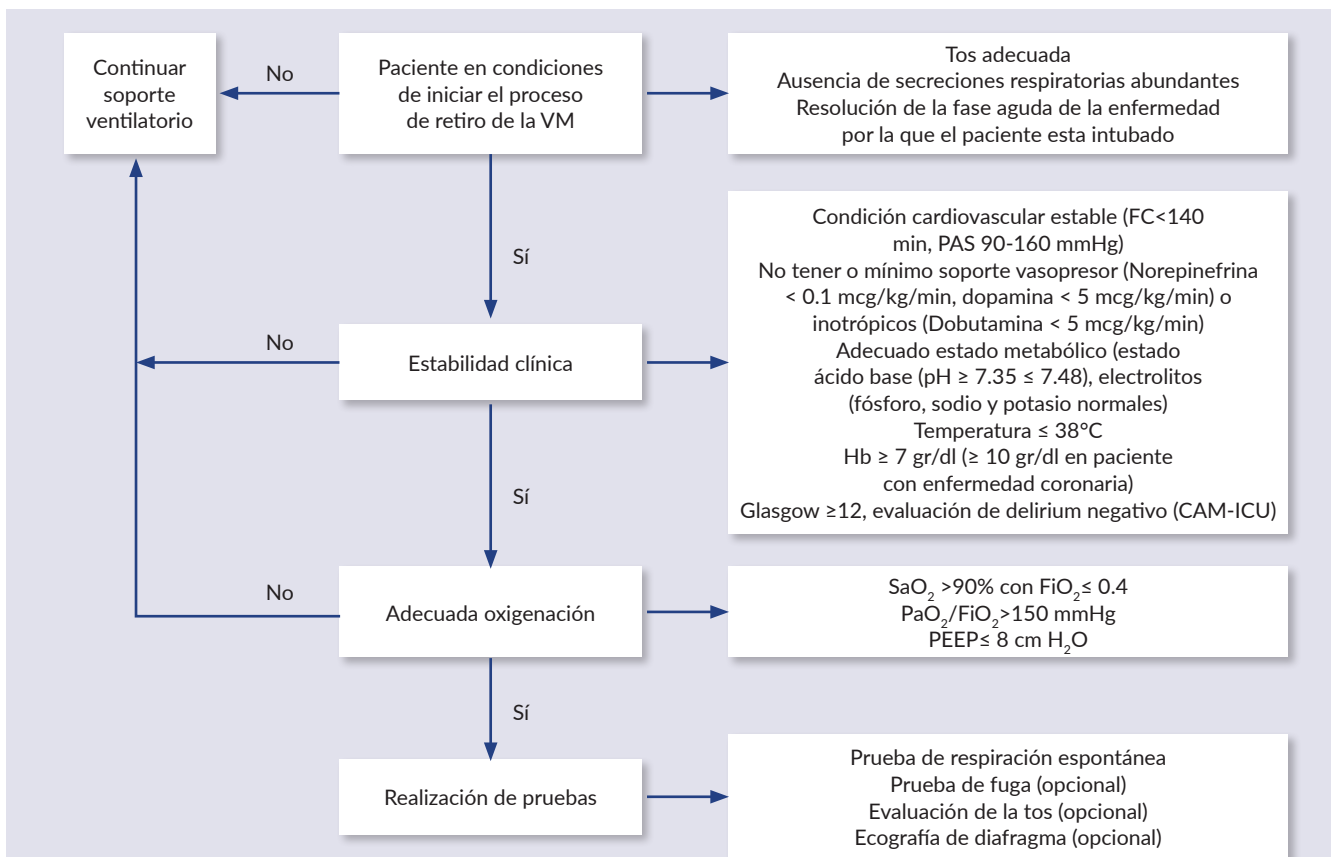 Continuar
soporte
ventilatorio
No
Paciente en condiciones
de iniciar el proceso
de retiro de la VM
Tos adecuada
Ausencia de secreciones respiratorias abundantes
Resolución de la fase aguda de la enfermedad
por la que el paciente esta intubado
Sí
No
Estabilidad clínica
Condición cardiovascular estable (FC<140
min, PAS 90-160 mmHg)
No tener o mínimo soporte vasopresor (Norepinefrina
< 0.1 mcg/kg/min, dopamina < 5 mcg/kg/min) o
inotrópicos (Dobutamina < 5 mcg/kg/min)
Adecuado estado metabólico (estado
ácido base (pH ≥ 7.35 ≤ 7.48), electrolitos
(fósforo, sodio y potasio normales)
Temperatura ≤ 38°C
Hb ≥ 7 gr/dl (≥ 10 gr/dl en paciente
con enfermedad coronaria)
Glasgow ≥12, evaluación de delirium negativo (CAM-ICU)
Sí
No
Adecuada oxigenación
SaO₂ >90% con FiO₂≤ 0.4
PaO₂/FiO₂>150 mmHg
PEEP≤ 8 cm H₂O
Sí
Realización de pruebas
Prueba de respiración espontánea
Prueba de fuga (opcional)
Evaluación de la tos (opcional)
Ecografía de diafragma (opcional)